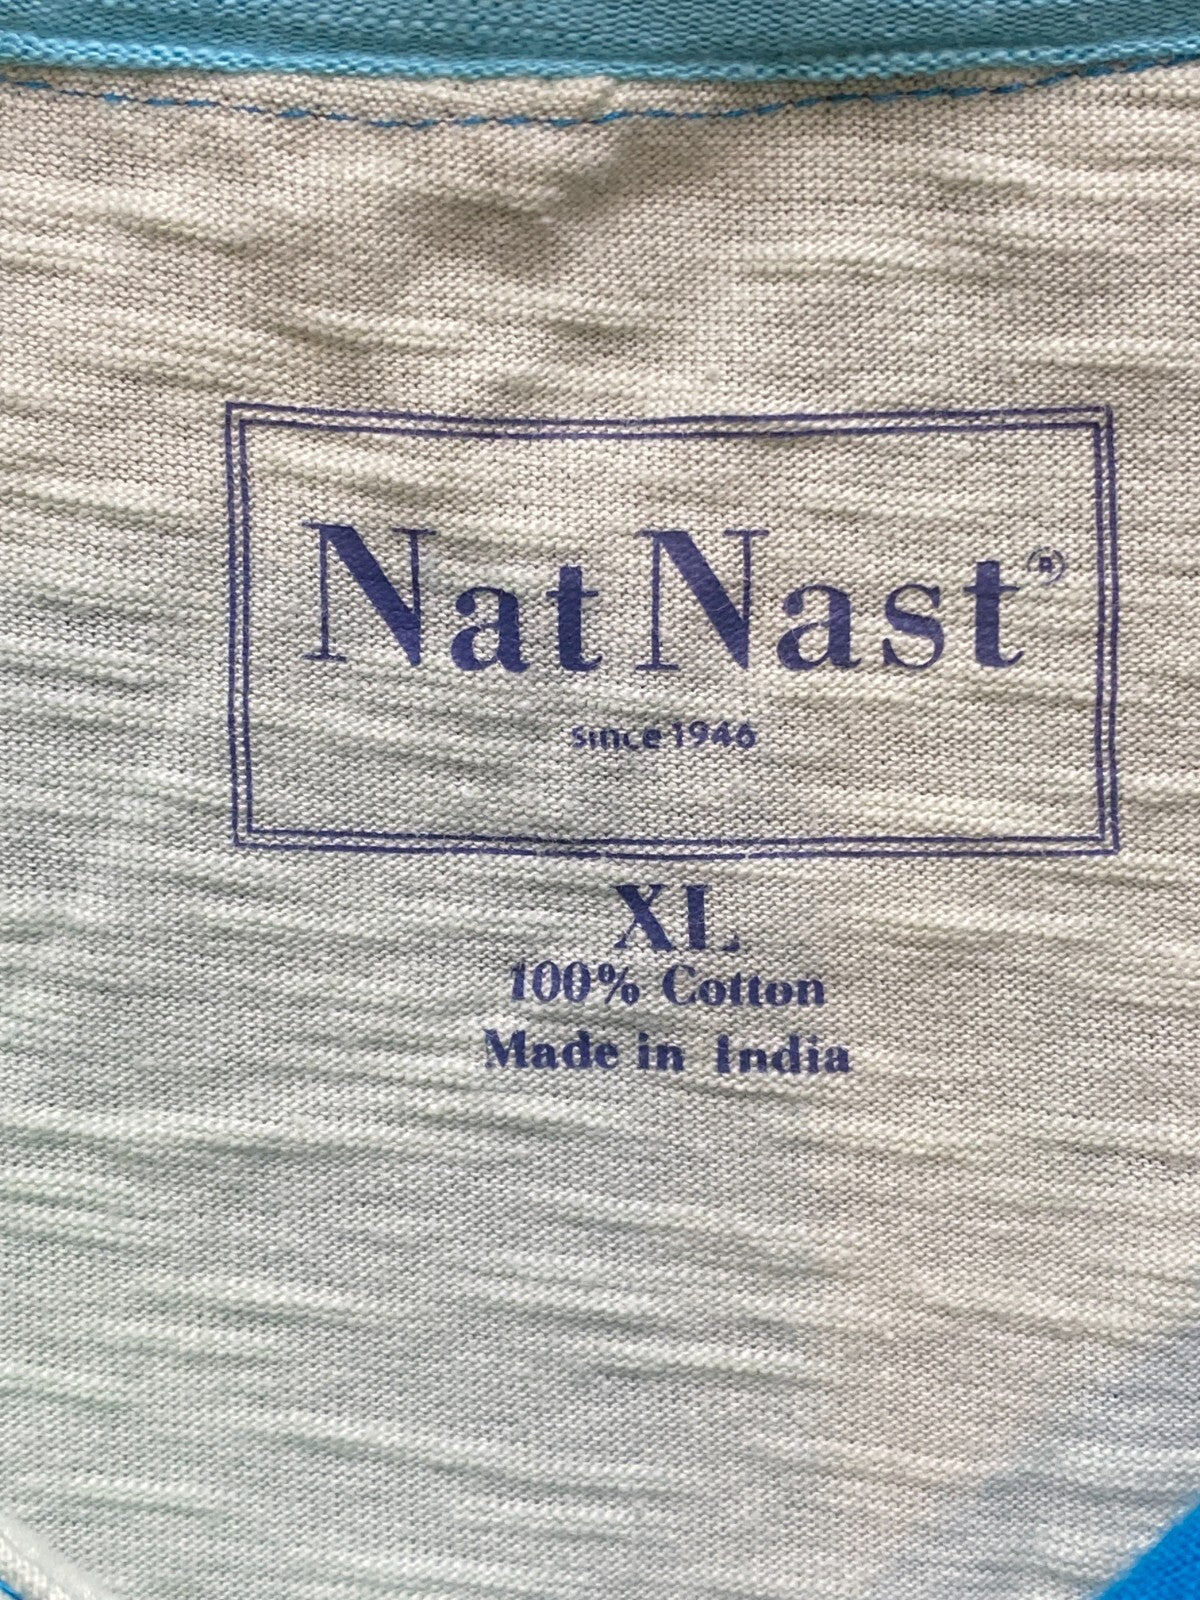 Nat Nast®
since 1946
XL
100% Cotton
Made in India